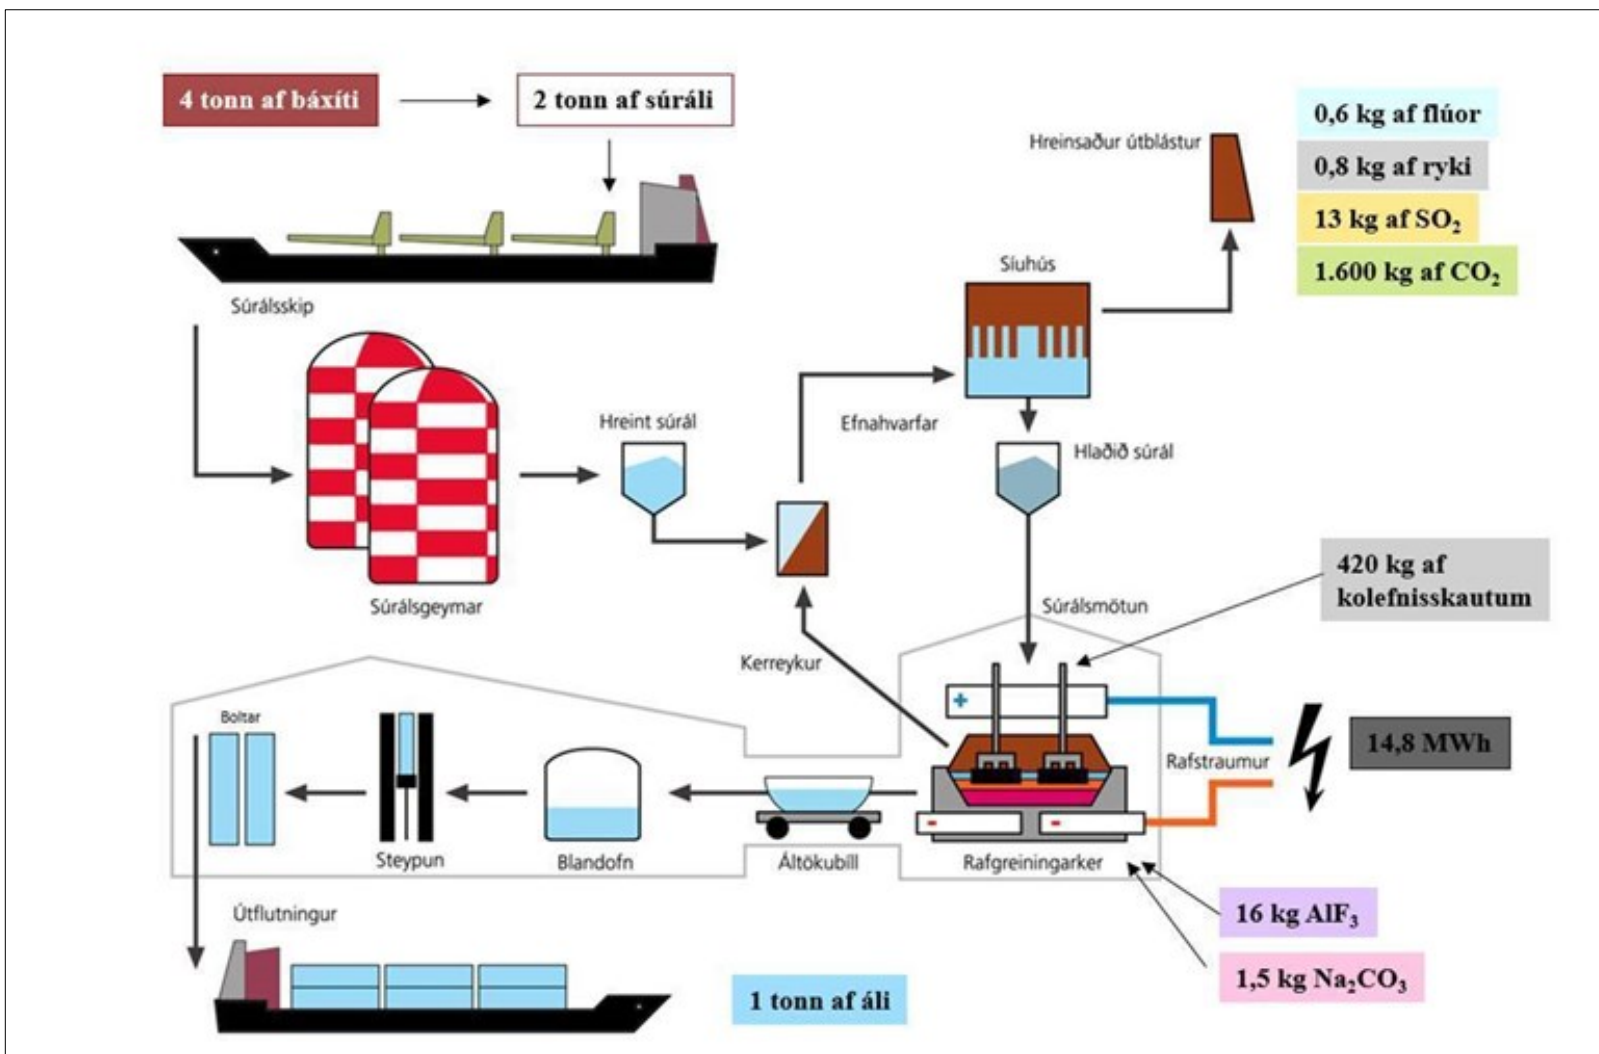 4 tonn af báxíti
2 tonn af súráli
0,6 kg af flúor
Hreinsaður útblástur
0,8 kg af ryki
13 kg af SO₂
1.600 kg af CO₂
Síuhús
Súrálsskip
Hreint súrál
Efnahvarfar
Hlaðið súrál
420 kg af
kolefnisskautum
Súrálsgeymar
Súrálsmötun
Kerreykur
+
Boltar
14,8 MWh
Rafstraumur
- -
Steypun
Blandofn
Áltökubíll
Rafgreiningarker
Útflutningur
16 kg AlF₃
1,5 kg Na₂CO₃
1 tonn af áli